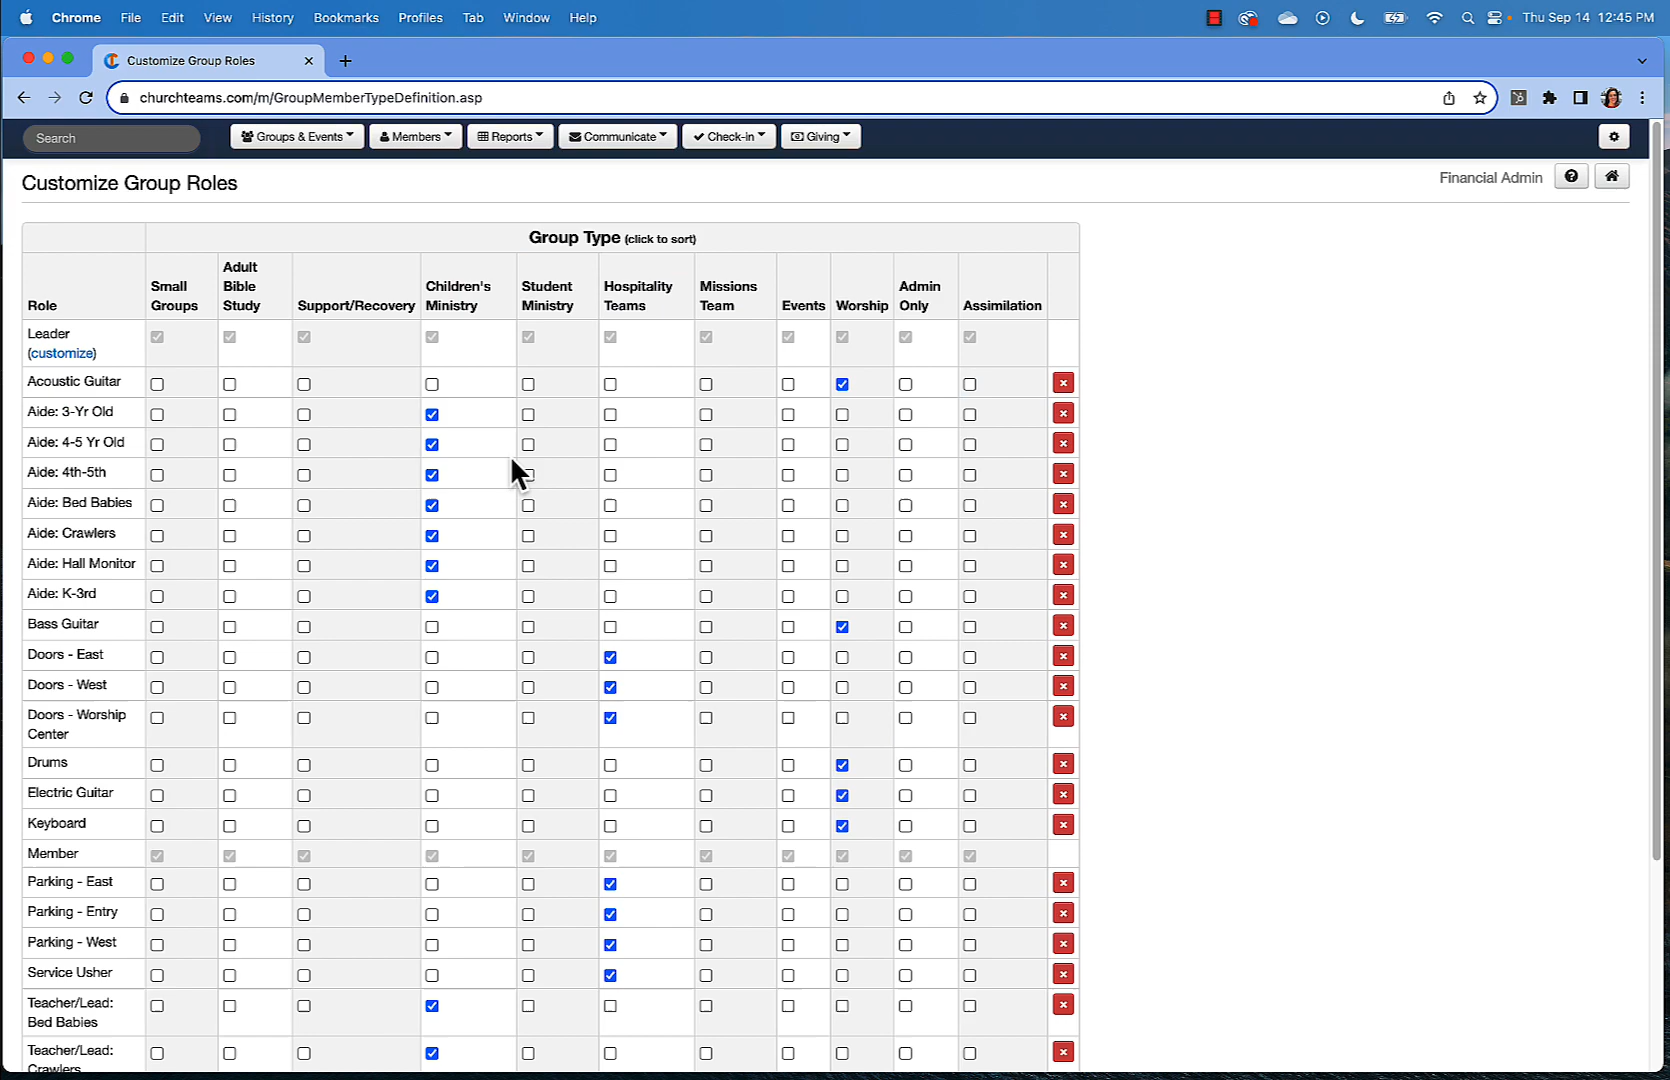 Chrome File Edit View History Bookmarks Profiles Tab Window Help Thu Sep 14 12:45 PM
Customize Group Roles
churchteams.com/m/GroupMemberTypeDefinition.asp
Search Groups & Events Members Reports Communicate Check-in Giving
Customize Group Roles Financial Admin
Group Type (click to sort)
Role
Small
Groups
Adult
Bible
Study
Support/Recovery
Children's
Ministry
Student
Ministry
Hospitality
Teams
Missions
Team
Events
Worship
Admin
Only
Assimilation
Leader
(customize)
Acoustic Guitar
Aide: 3-Yr Old
Aide: 4-5 Yr Old
Aide: 4th-5th
Aide: Bed Babies
Aide: Crawlers
Aide: Hall Monitor
Aide: K-3rd
Bass Guitar
Doors - East
Doors - West
Doors - Worship
Center
Drums
Electric Guitar
Keyboard
Member
Parking - East
Parking - Entry
Parking - West
Service Usher
Teacher/Lead:
Bed Babies
Teacher/Lead:
Crawlers